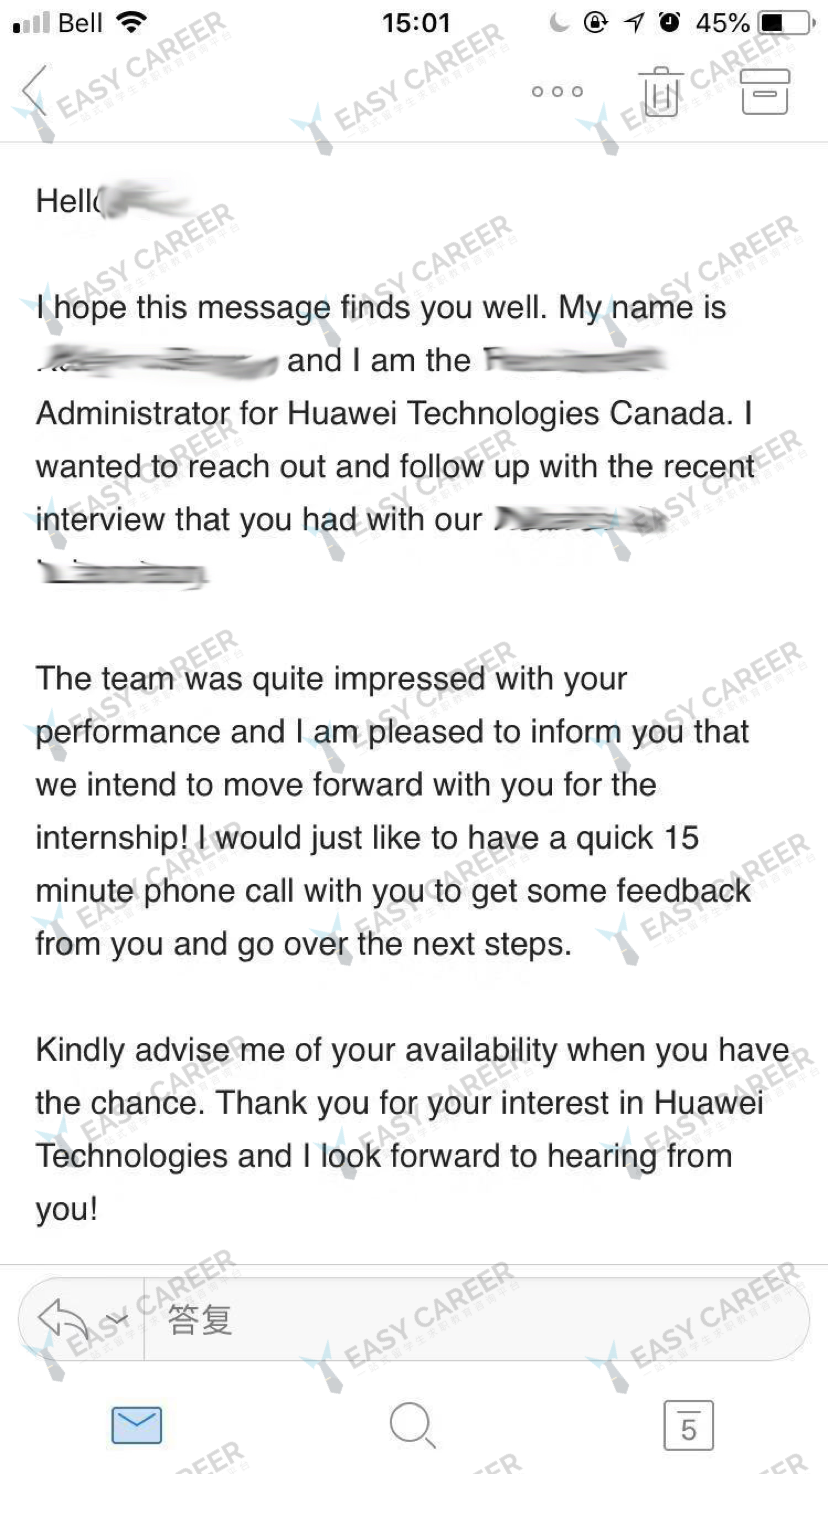 Bell 15:01 45%
Hello
I hope this message finds you well. My name is
and I am the
Administrator for Huawei Technologies Canada. I
wanted to reach out and follow up with the recent
interview that you had with our
The team was quite impressed with your
performance and I am pleased to inform you that
we intend to move forward with you for the
internship! I would just like to have a quick 15
minute phone call with you to get some feedback
from you and go over the next steps.
Kindly advise me of your availability when you have
the chance. Thank you for your interest in Huawei
Technologies and I look forward to hearing from
you!
答复
5
EASY CAREER